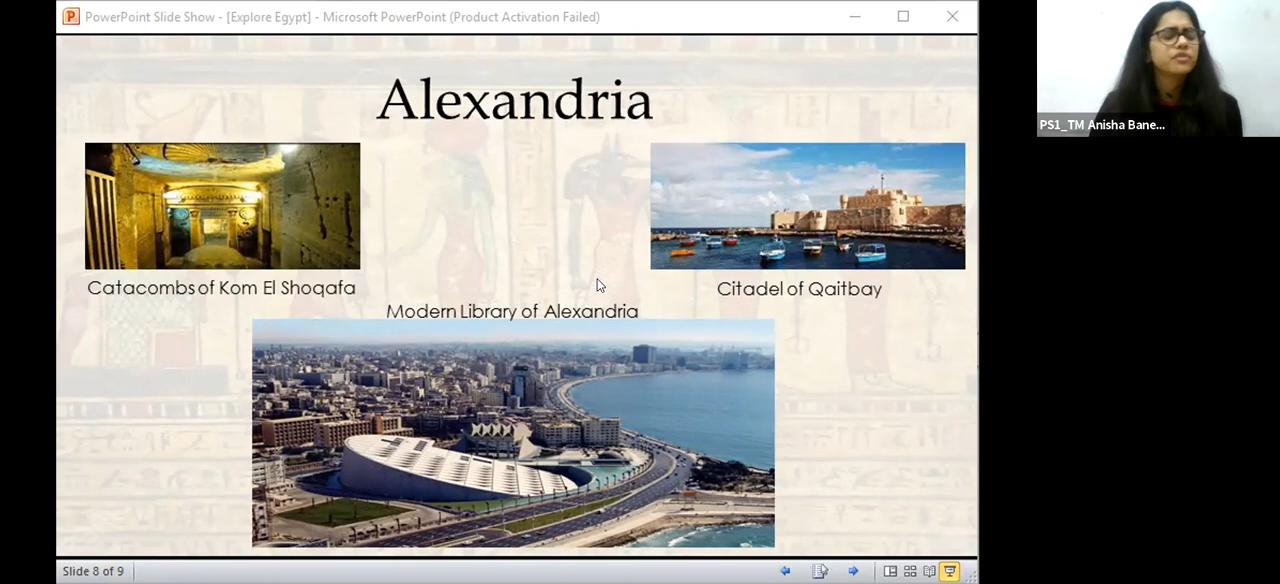 PowerPoint Slide Show - [Explore Egypt] - Microsoft PowerPoint (Product Activation Failed)
PS1_TM Anisha Bane...
Alexandria
Catacombs of Kom El Shoqafa
Citadel of Qaitbay
Modern Library of Alexandria
Slide 8 of 9